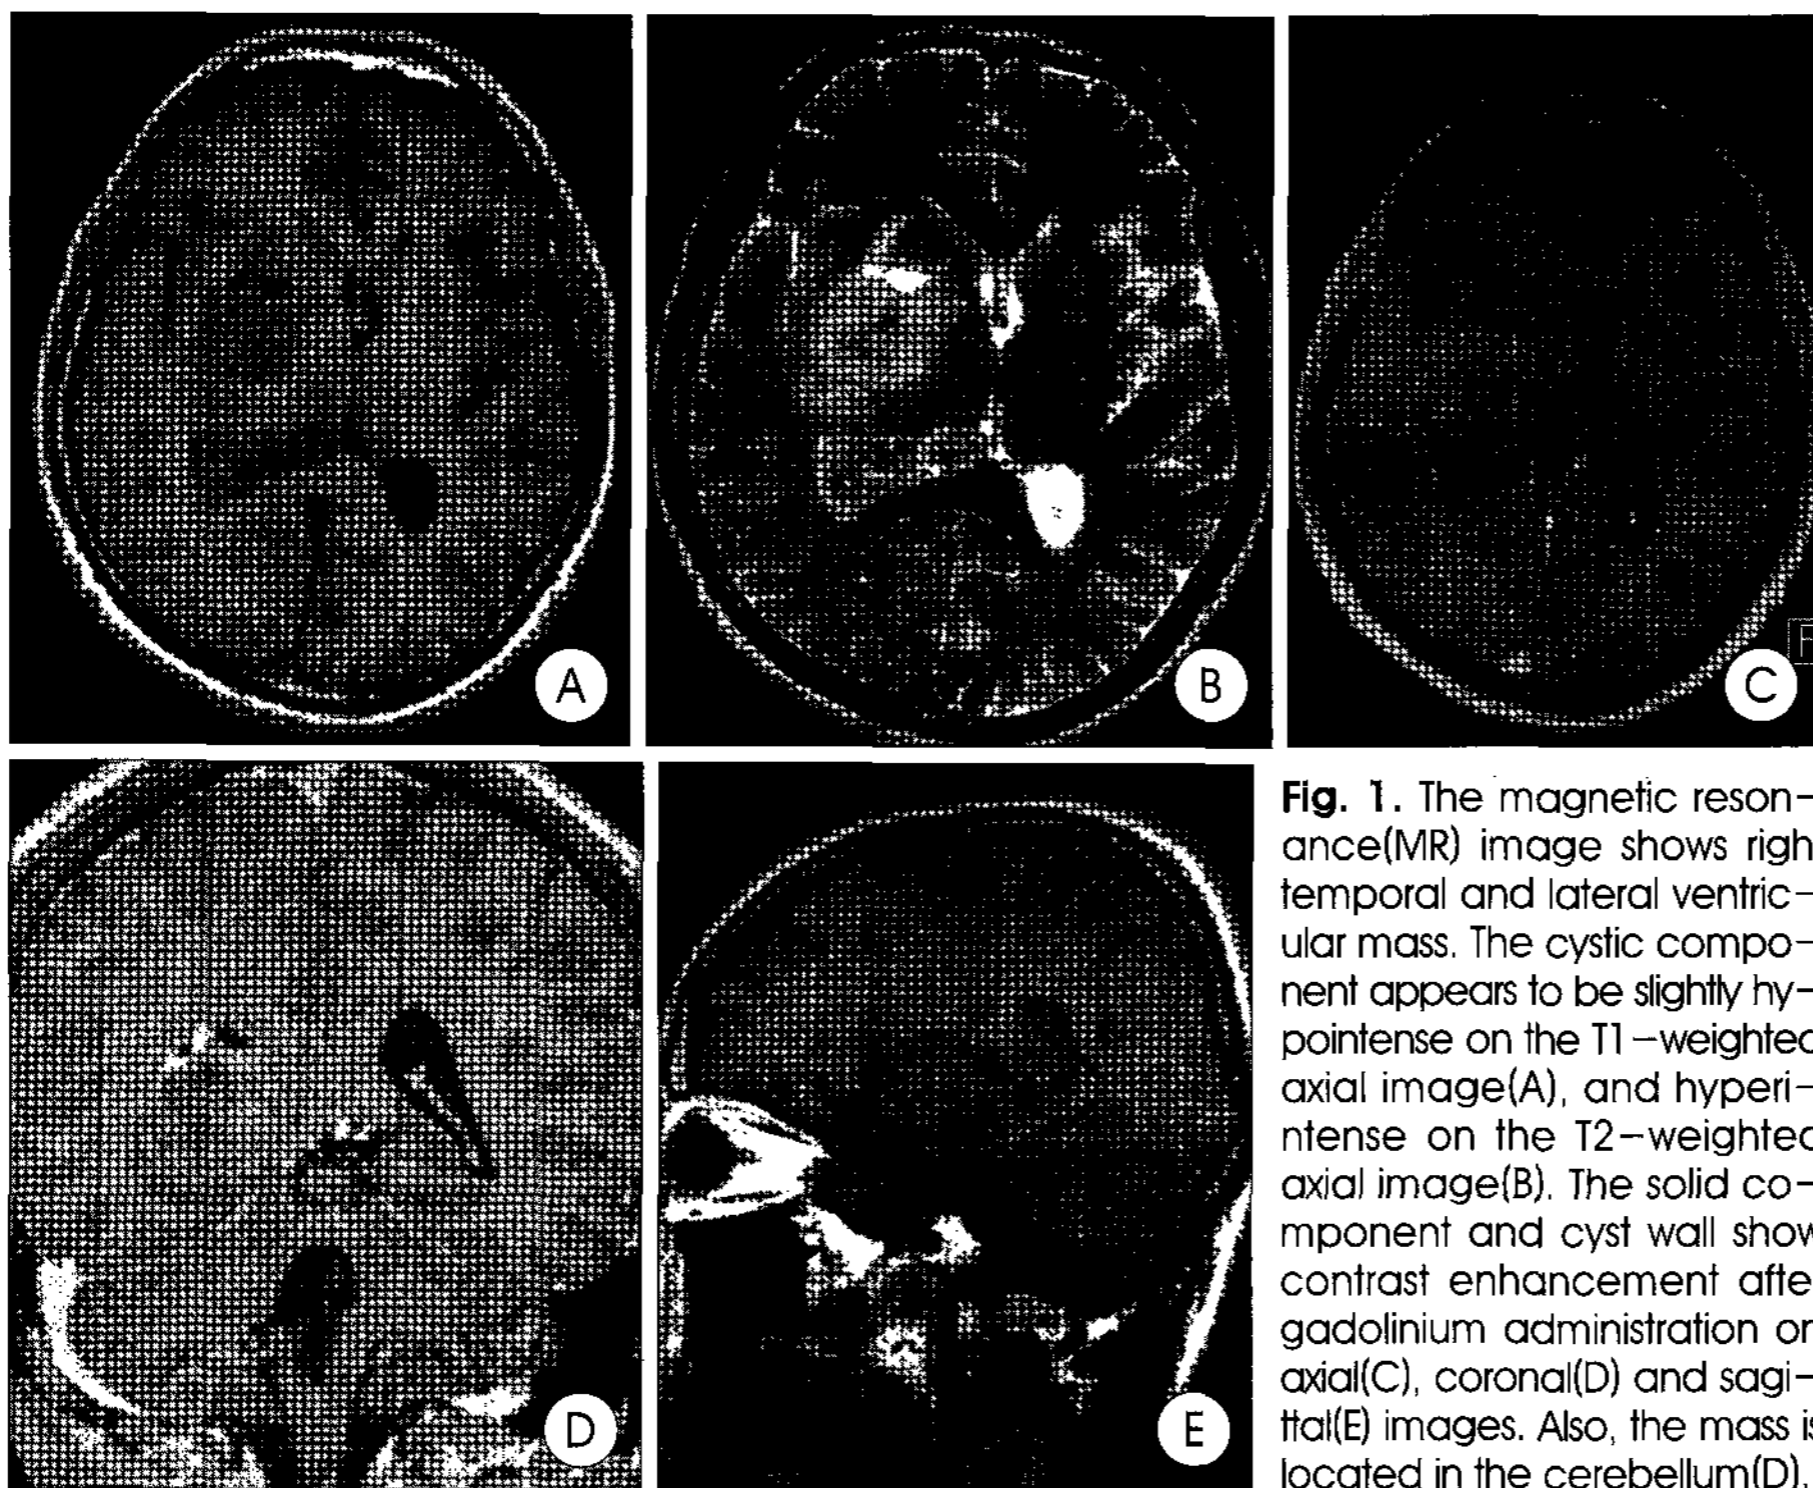 A
B
F
C
D
E
Fig. 1. The magnetic reson-
ance(MR) image shows righ
temporal and lateral ventric-
ular mass. The cystic compo-
nent appears to be slightly hy-
pointense on the T1-weighted
axial image(A), and hyperi-
ntense on the T2-weighted
axial image(B). The solid co-
mponent and cyst wall show
contrast enhancement afte
gadolinium administration on
axial(C), coronal(D) and sagi-
ttal(E) images. Also, the mass is
located in the cerebellum(D).